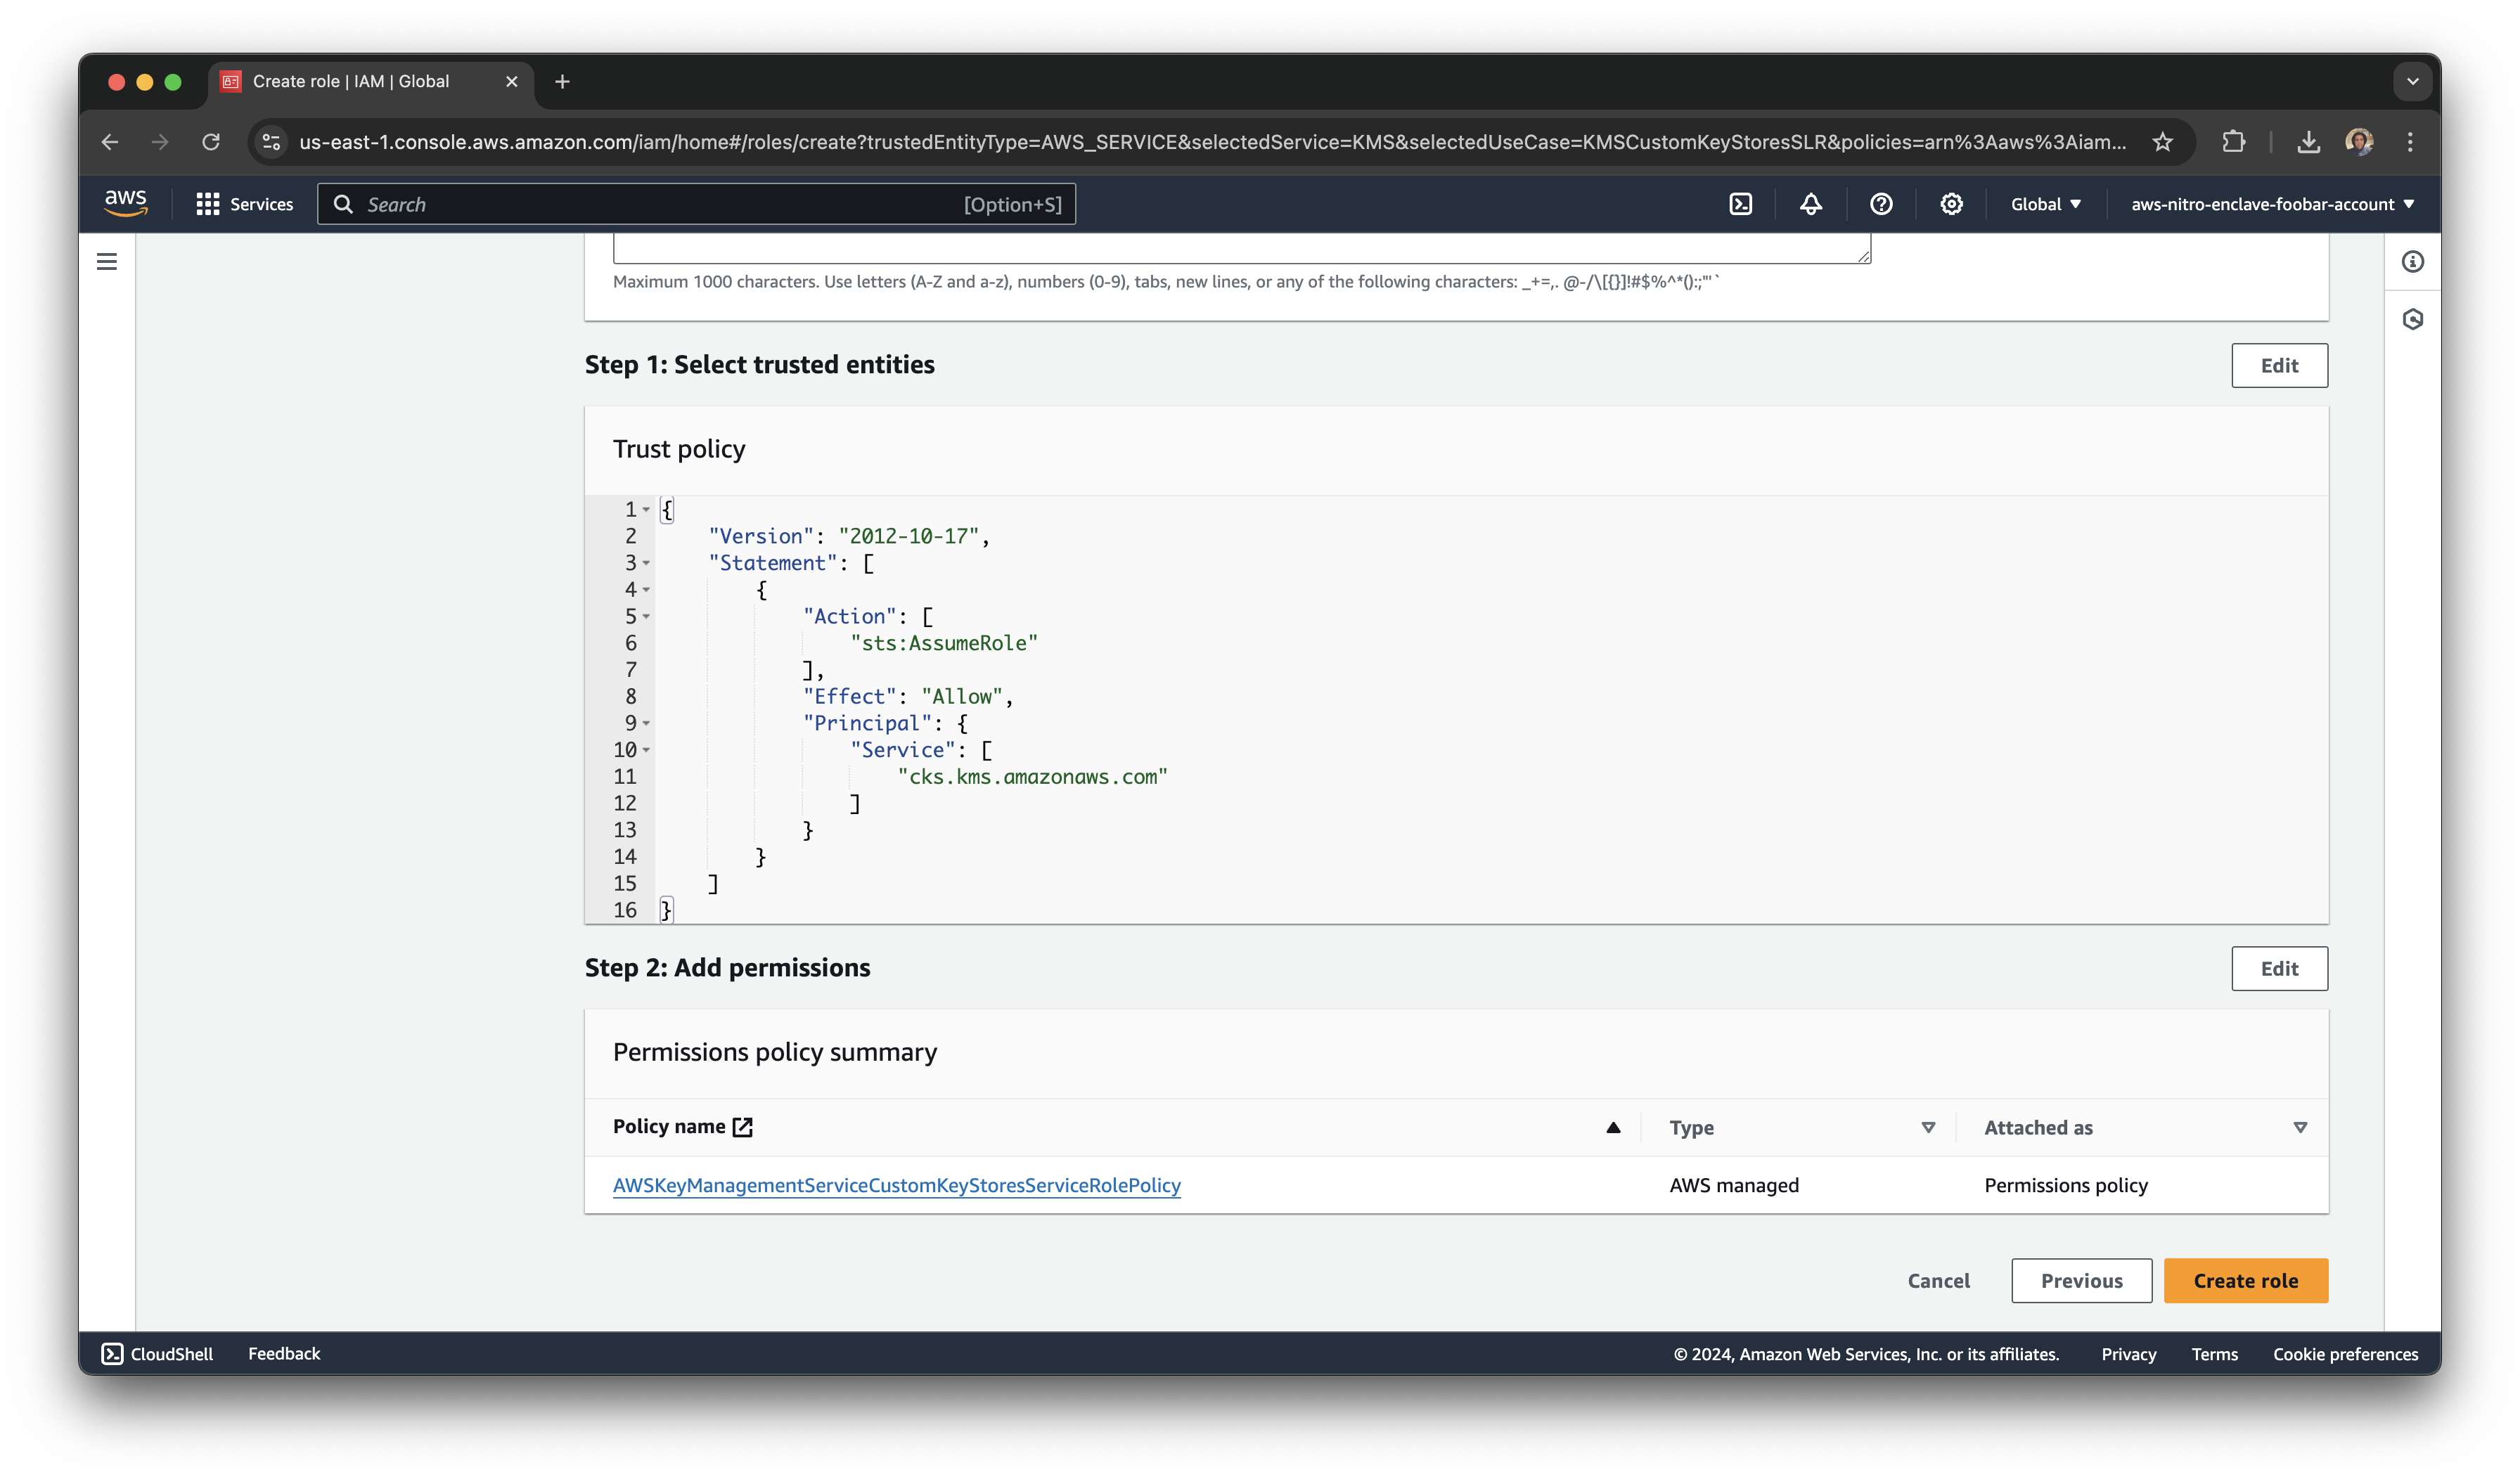 Create role | IAM | Global
us-east-1.console.aws.amazon.com/iam/home#/roles/create?trustedEntityType=AWS_SERVICE&selectedService=KMS&selectedUseCase=KMSCustomKeyStoresSLR&policies=arn%3Aaws%3Aiam...
aws
Services
Search
[Option+S]
Global
aws-nitro-enclave-foobar-account
Maximum 1000 characters. Use letters (A-Z and a-z), numbers (0-9), tabs, new lines, or any of the following characters: _+=,. @-/\[{}]!#$%^*();:"'`
Step 1: Select trusted entities
Edit
Trust policy
1 {
2 "Version": "2012-10-17",
3 "Statement": [
4 {
5 "Action": [
6 "sts:AssumeRole"
7 ],
8 "Effect": "Allow",
9 "Principal": {
10 "Service": [
11 "cks.kms.amazonaws.com"
12 ]
13 }
14 }
15 ]
16 }
Step 2: Add permissions
Edit
Permissions policy summary
Policy name
Type
Attached as
AWSKeyManagementServiceCustomKeyStoresServiceRolePolicy
AWS managed
Permissions policy
Cancel
Previous
Create role
CloudShell
Feedback
© 2024, Amazon Web Services, Inc. or its affiliates.
Privacy
Terms
Cookie preferences